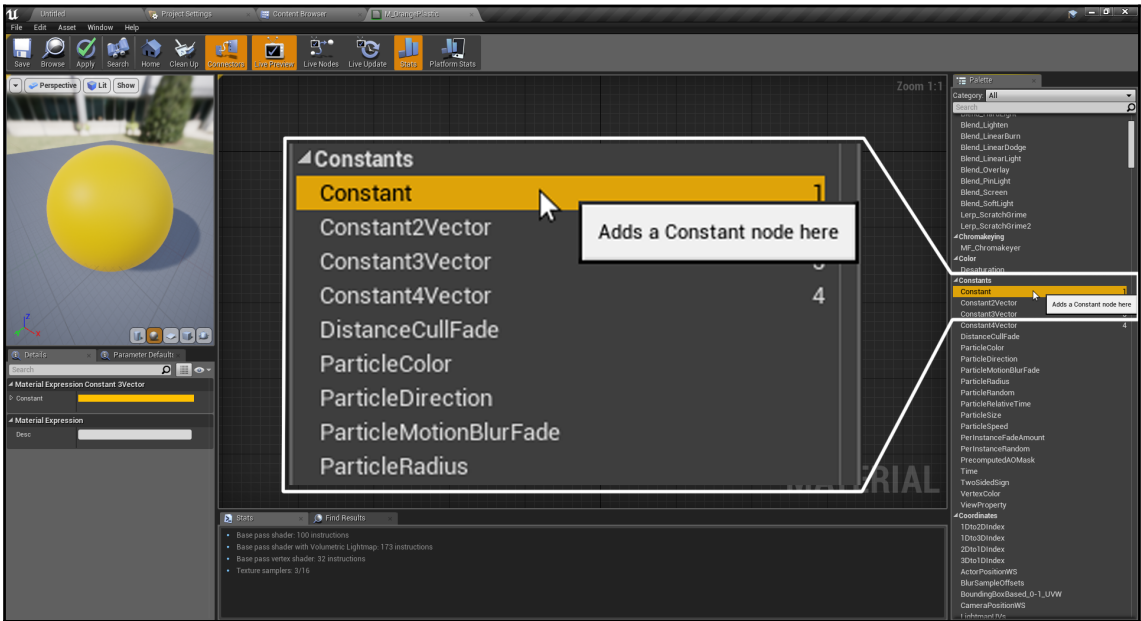 Untitled
Project Settings
Content Browser
M_OrangePlastic
File Edit Asset Window Help
Save Browse Apply Search Home Clean Up Connectors Live Preview Live Nodes Live Update Stats Platform Stats
Perspective Lit Show
Zoom 1:1
Constants
Constant 1
Constant2Vector
Adds a Constant node here
Constant3Vector
Constant4Vector 4
DistanceCullFade
ParticleColor
ParticleDirection
ParticleMotionBlurFade
ParticleRadius
Z
X
Details
Parameter Defaults
Search
Material Expression Constant 3Vector
Constant
Material Expression
Desc
Stats
Find Results
Base pass shader: 100 instructions
Base pass shader with Volumetric Lightmap: 173 instructions
Base pass vertex shader: 32 instructions
Texture samplers: 3/16
Palette
Category: All
Search
Blend_Lighten
Blend_LinearBurn
Blend_LinearDodge
Blend_LinearLight
Blend_Overlay
Blend_PinLight
Blend_Screen
Blend_SoftLight
Lerp_ScratchGrime
Lerp_ScratchGrime2
Chromakeying
MF_Chromakeyer
Color
Desaturation
Constants
Constant 1
Constant2Vector
Adds a Constant node here
Constant3Vector
Constant4Vector 4
DistanceCullFade
ParticleColor
ParticleDirection
ParticleMotionBlurFade
ParticleRadius
ParticleRandom
ParticleRelativeTime
ParticleSize
ParticleSpeed
PerInstanceFadeAmount
PerInstanceRandom
PrecomputedAOMask
Time
TwoSidedSign
VertexColor
ViewProperty
Coordinates
1Dto2DIndex
1Dto3DIndex
2Dto1DIndex
3Dto1DIndex
ActorPositionWS
BlurSampleOffsets
BoundingBoxBased_0-1_UVW
CameraPositionWS
LightmapUVs